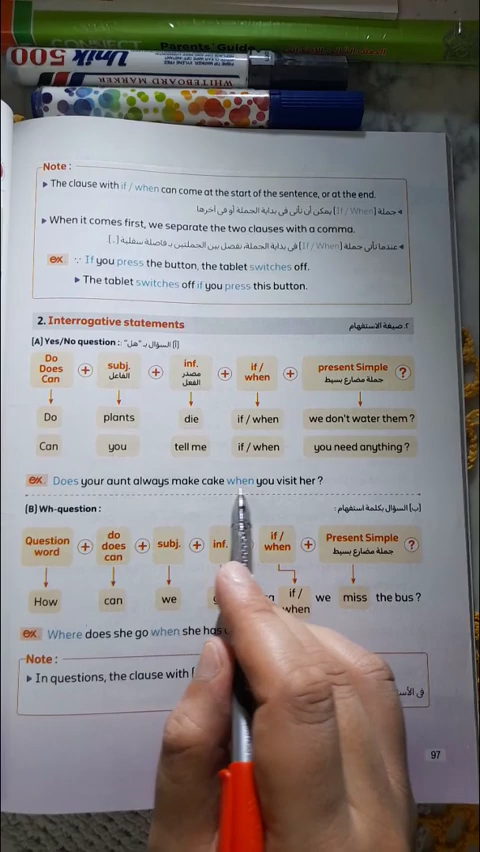 CONNECT
Parents' Guide
Unik 500
WHITEBOARD MARKER
Note :
▸ The clause with if / when can come at the start of the sentence, or at the end.
◂ جملة [If / When] يمكن أن تأتى فى بداية الجملة أو فى آخرها
▸ When it comes first, we separate the two clauses with a comma.
◂ عندما تأتى جملة [If / When] فى بداية الجملة، نفصل بين الجملتين بـ فاصلة سفلية [ , ]
ex ∵ If you press the button, the tablet switches off.
▸ The tablet switches off if you press this button.
2. Interrogative statements ٢. صيغة الاستفهام
[A] Yes/No question : [أ] السؤال بـ "هل" :
Do Does Can + subj. الفاعل + inf. مصدر الفعل + if / when + present Simple جملة مضارع بسيط ?
Do plants die if / when we don't water them ?
Can you tell me if / when you need anything ?
ex. Does your aunt always make cake when you visit her ?
[B] Wh-question : [ب] السؤال بكلمة استفهام :
Question word + do does can + subj. + inf. if / when + Present Simple جملة مضارع بسيط ?
How can we if / when we miss the bus ?
ex. Where does she go when she has
Note :
▸ In questions, the clause with
97